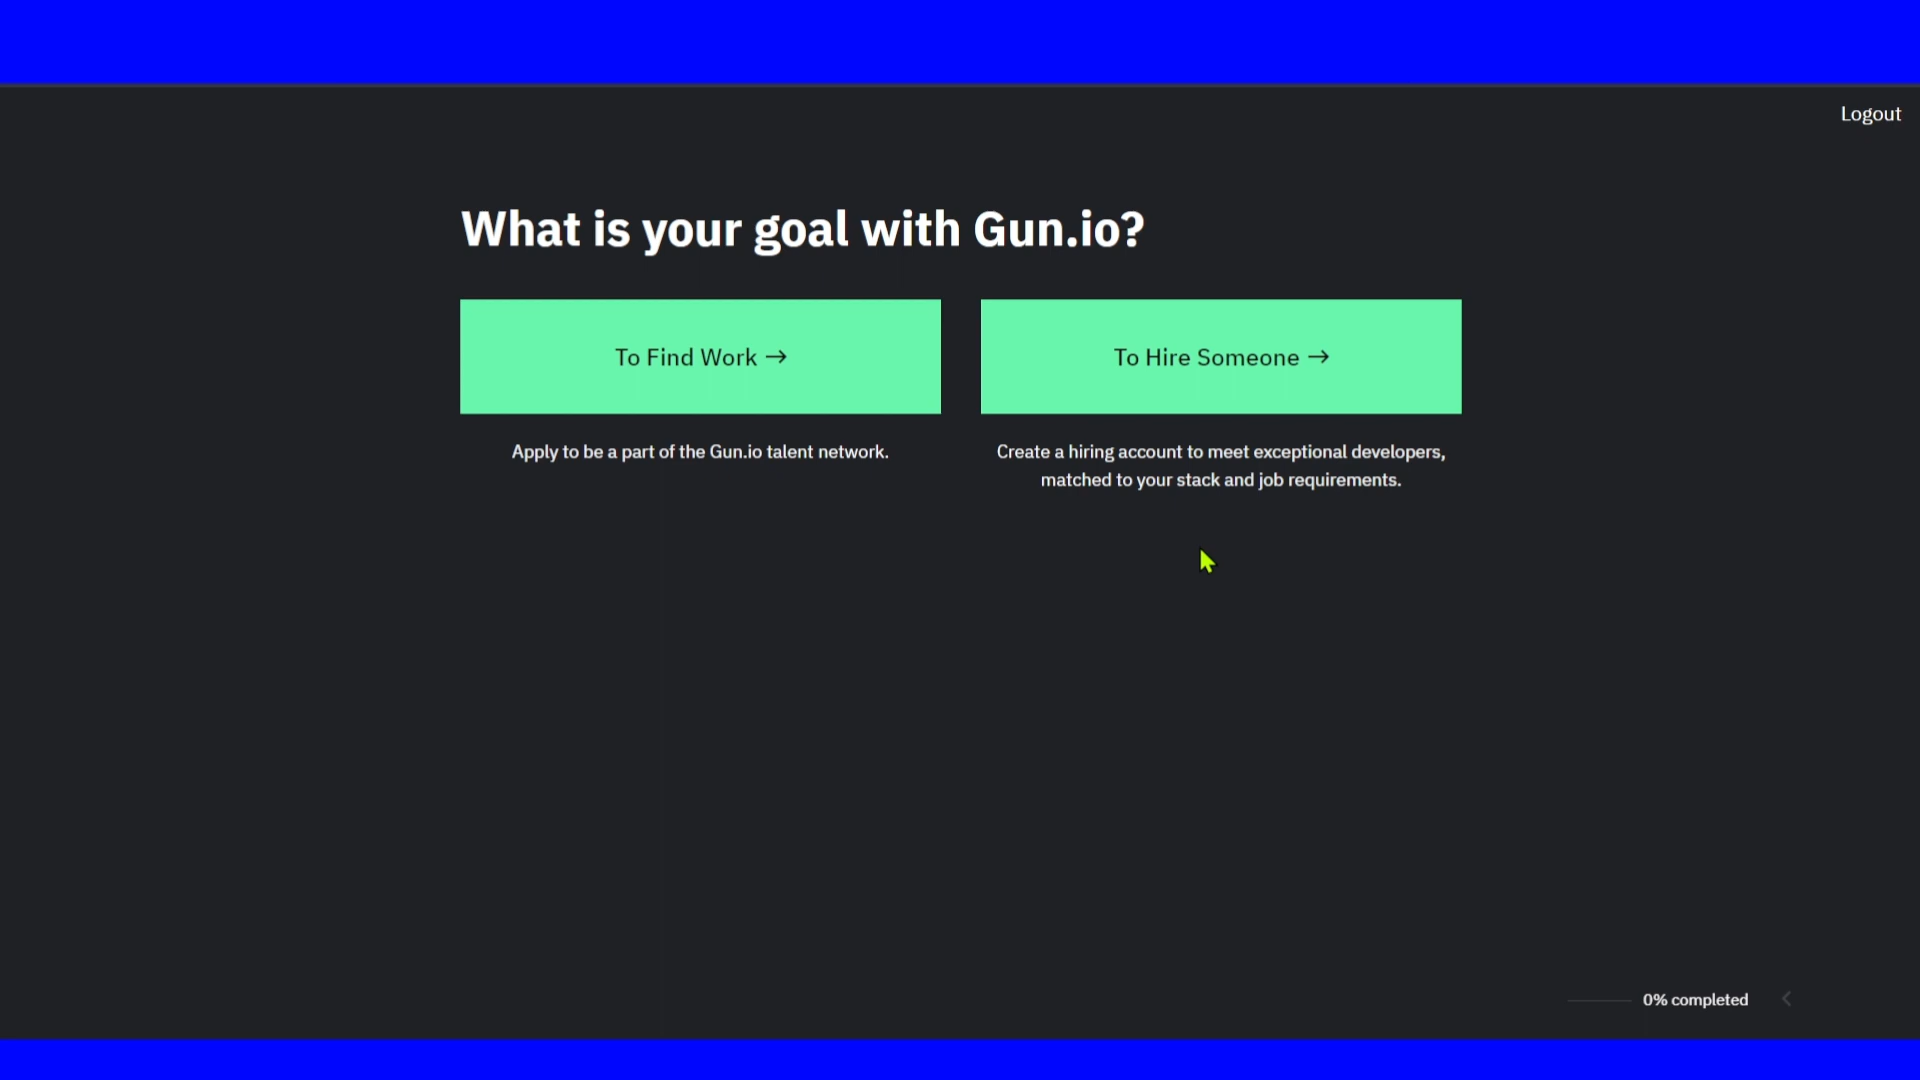 Logout
What is your goal with Gun.io?
To Find Work →
To Hire Someone →
Apply to be a part of the Gun.io talent network.
Create a hiring account to meet exceptional developers,
matched to your stack and job requirements.
0% completed